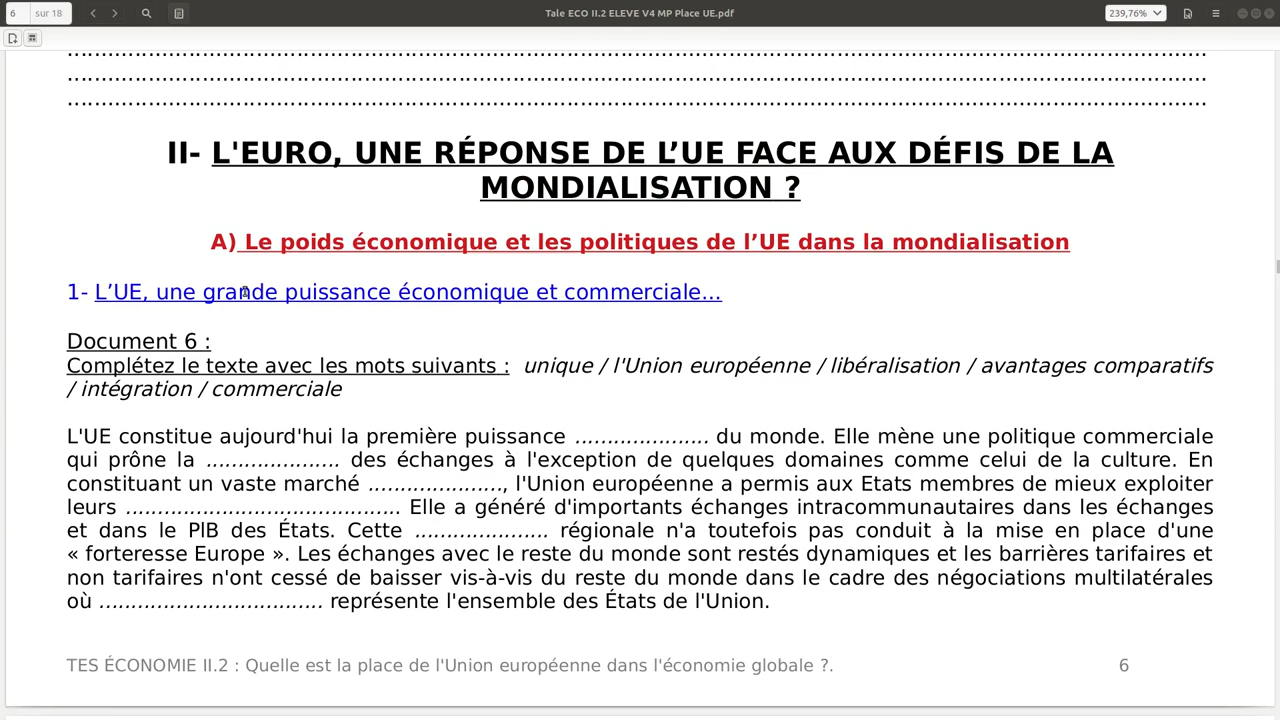 6 sur 18 Tale ECO II.2 ELEVE V4 MP Place UE.pdf 239,76%
................................................................................
................................................................................
................................................................................
II- L'EURO, UNE RÉPONSE DE L’UE FACE AUX DÉFIS DE LA
MONDIALISATION ?
A) Le poids économique et les politiques de l’UE dans la mondialisation
1- L’UE, une grande puissance économique et commerciale...
Document 6 :
Complétez le texte avec les mots suivants : unique / l'Union européenne / libéralisation / avantages comparatifs
/ intégration / commerciale
L'UE constitue aujourd'hui la première puissance ..................... du monde. Elle mène une politique commerciale
qui prône la ..................... des échanges à l'exception de quelques domaines comme celui de la culture. En
constituant un vaste marché ....................., l'Union européenne a permis aux Etats membres de mieux exploiter
leurs .......................................... Elle a généré d'importants échanges intracommunautaires dans les échanges
et dans le PlB des États. Cette ..................... régionale n'a toutefois pas conduit à la mise en place d'une
« forteresse Europe ». Les échanges avec le reste du monde sont restés dynamiques et les barrières tarifaires et
non tarifaires n'ont cessé de baisser vis-à-vis du reste du monde dans le cadre des négociations multilatérales
où .................................. représente l'ensemble des États de l'Union.
TES ÉCONOMIE II.2 : Quelle est la place de l'Union européenne dans l'économie globale ?. 6